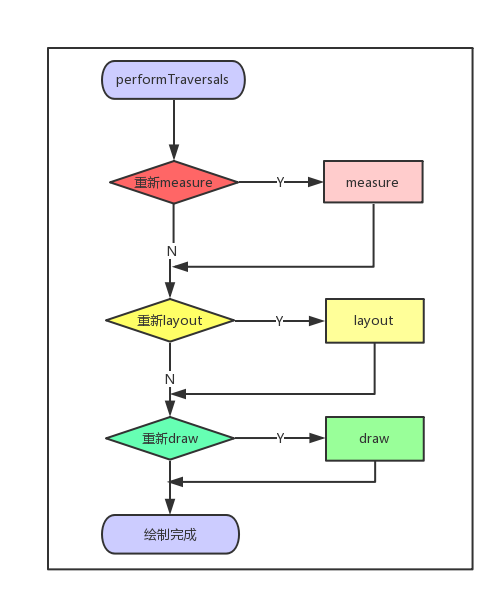 performTraversals
重新measure
Y
measure
N
重新layout
Y
layout
N
重新draw
Y
draw
绘制完成